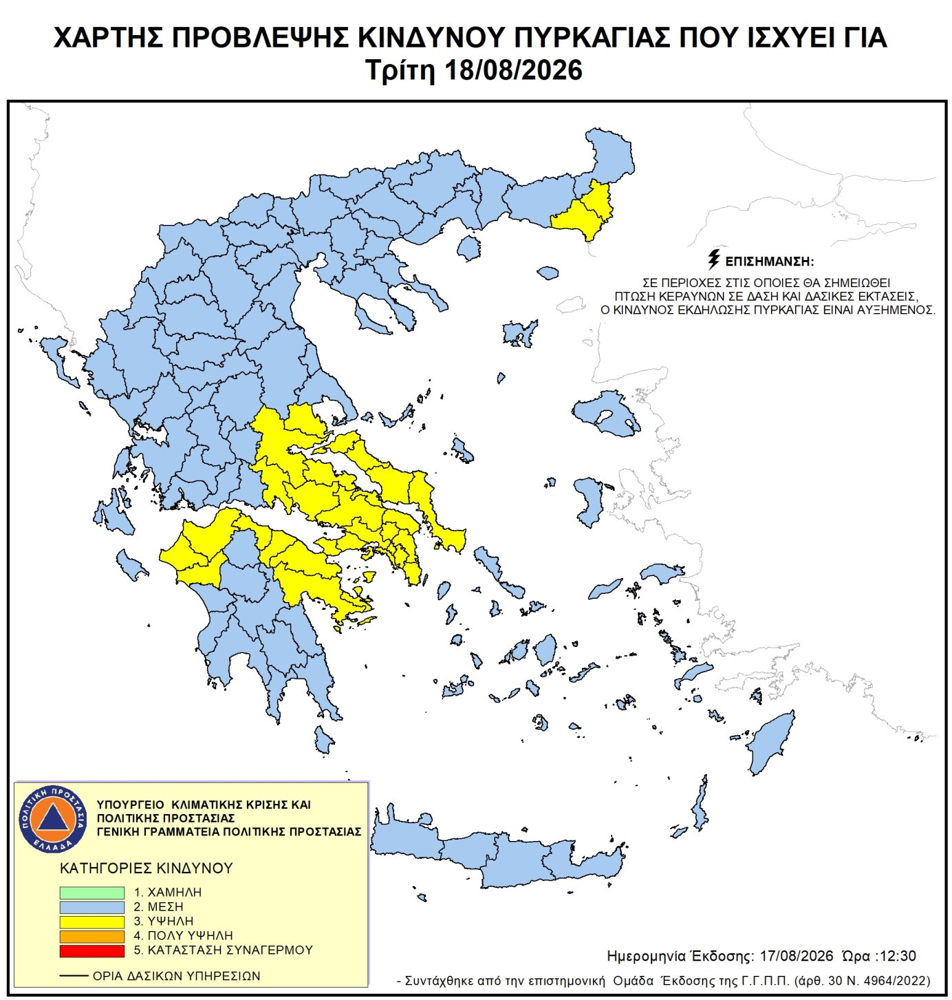 ΧΑΡΤΗΣ ΠΡΟΒΛΕΨΗΣ ΚΙΝΔΥΝΟΥ ΠΥΡΚΑΓΙΑΣ ΠΟΥ ΙΣΧΥΕΙ ΓΙΑ
Τρίτη 18/08/2026
ΕΠΙΣΗΜΑΝΣΗ:
ΣΕ ΠΕΡΙΟΧΕΣ ΣΤΙΣ ΟΠΟΙΕΣ ΘΑ ΣΗΜΕΙΩΘΕΙ
ΠΤΩΣΗ ΚΕΡΑΥΝΩΝ ΣΕ ΔΑΣΗ ΚΑΙ ΔΑΣΙΚΕΣ ΕΚΤΑΣΕΙΣ,
Ο ΚΙΝΔΥΝΟΣ ΕΚΔΗΛΩΣΗΣ ΠΥΡΚΑΓΙΑΣ ΕΙΝΑΙ ΑΥΞΗΜΕΝΟΣ.
ΠΟΛΙΤΙΚΗ ΠΡΟΣΤΑΣΙΑ
ΕΛΛΑΔΑ
ΥΠΟΥΡΓΕΙΟ ΚΛΙΜΑΤΙΚΗΣ ΚΡΙΣΗΣ ΚΑΙ
ΠΟΛΙΤΙΚΗΣ ΠΡΟΣΤΑΣΙΑΣ
ΓΕΝΙΚΗ ΓΡΑΜΜΑΤΕΙΑ ΠΟΛΙΤΙΚΗΣ ΠΡΟΣΤΑΣΙΑΣ
ΚΑΤΗΓΟΡΙΕΣ ΚΙΝΔΥΝΟΥ
1. ΧΑΜΗΛΗ
2. ΜΕΣΗ
3. ΥΨΗΛΗ
4. ΠΟΛΥ ΥΨΗΛΗ
5. ΚΑΤΑΣΤΑΣΗ ΣΥΝΑΓΕΡΜΟΥ
ΟΡΙΑ ΔΑΣΙΚΩΝ ΥΠΗΡΕΣΙΩΝ
Ημερομηνία Έκδοσης: 17/08/2026 Ώρα :12:30
- Συντάχθηκε από την επιστημονική Ομάδα Έκδοσης της Γ.Γ.Π.Π. (άρθ. 30 Ν. 4964/2022)